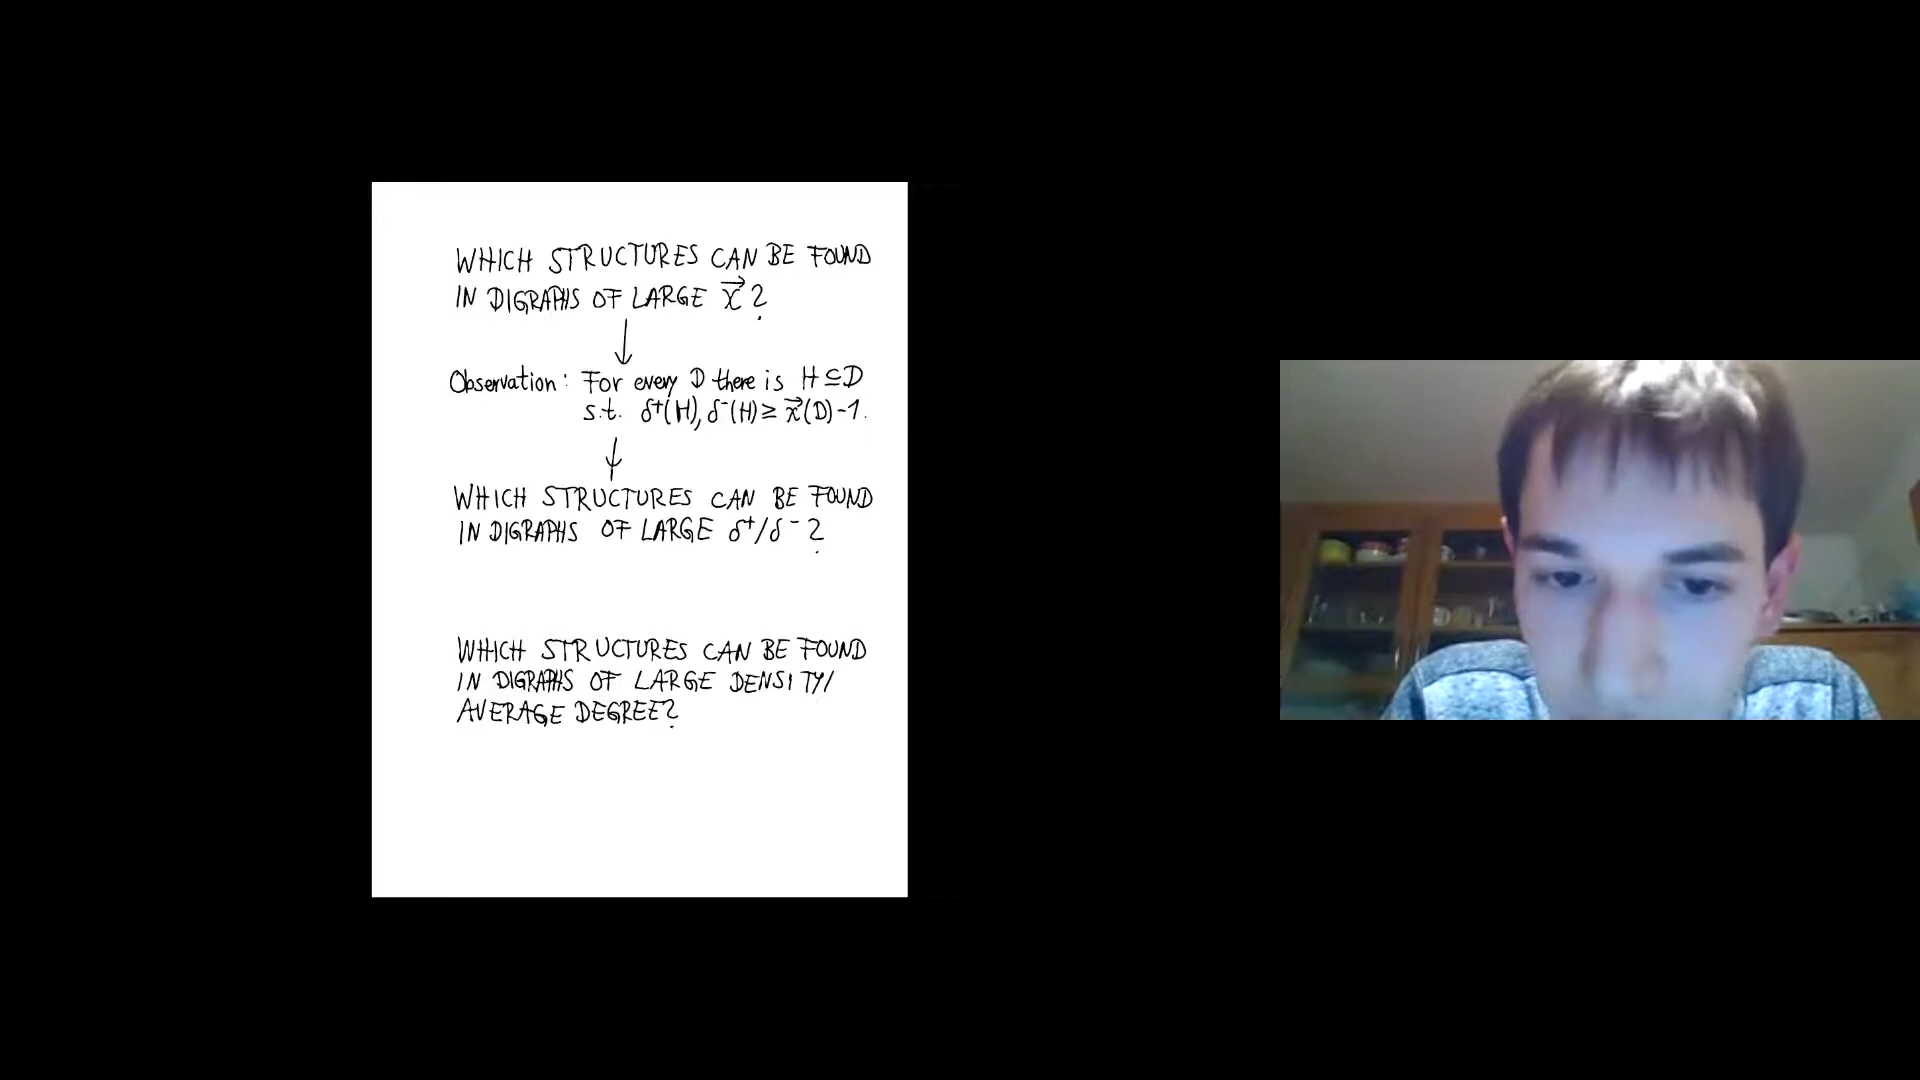 WHICH STRUCTURES CAN BE FOUND
IN DIGRAPHS OF LARGE χ⃗ ?
Observation: For every D there is H ⊆ D
s.t. δ⁺(H), δ⁻(H) ≥ χ⃗(D)-1.
WHICH STRUCTURES CAN BE FOUND
IN DIGRAPHS OF LARGE δ⁺/δ⁻ ?
WHICH STRUCTURES CAN BE FOUND
IN DIGRAPHS OF LARGE DENSITY/
AVERAGE DEGREE?